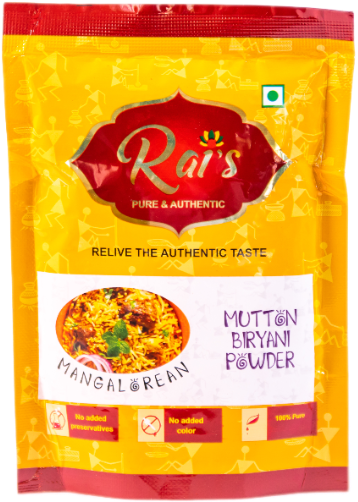 Rai's
PURE & AUTHENTIC
RELIVE THE AUTHENTIC TASTE
MUTTON
BIRYANI
POWDER
MANGALOREAN
No added
preservatives
No added
color
100% Pure